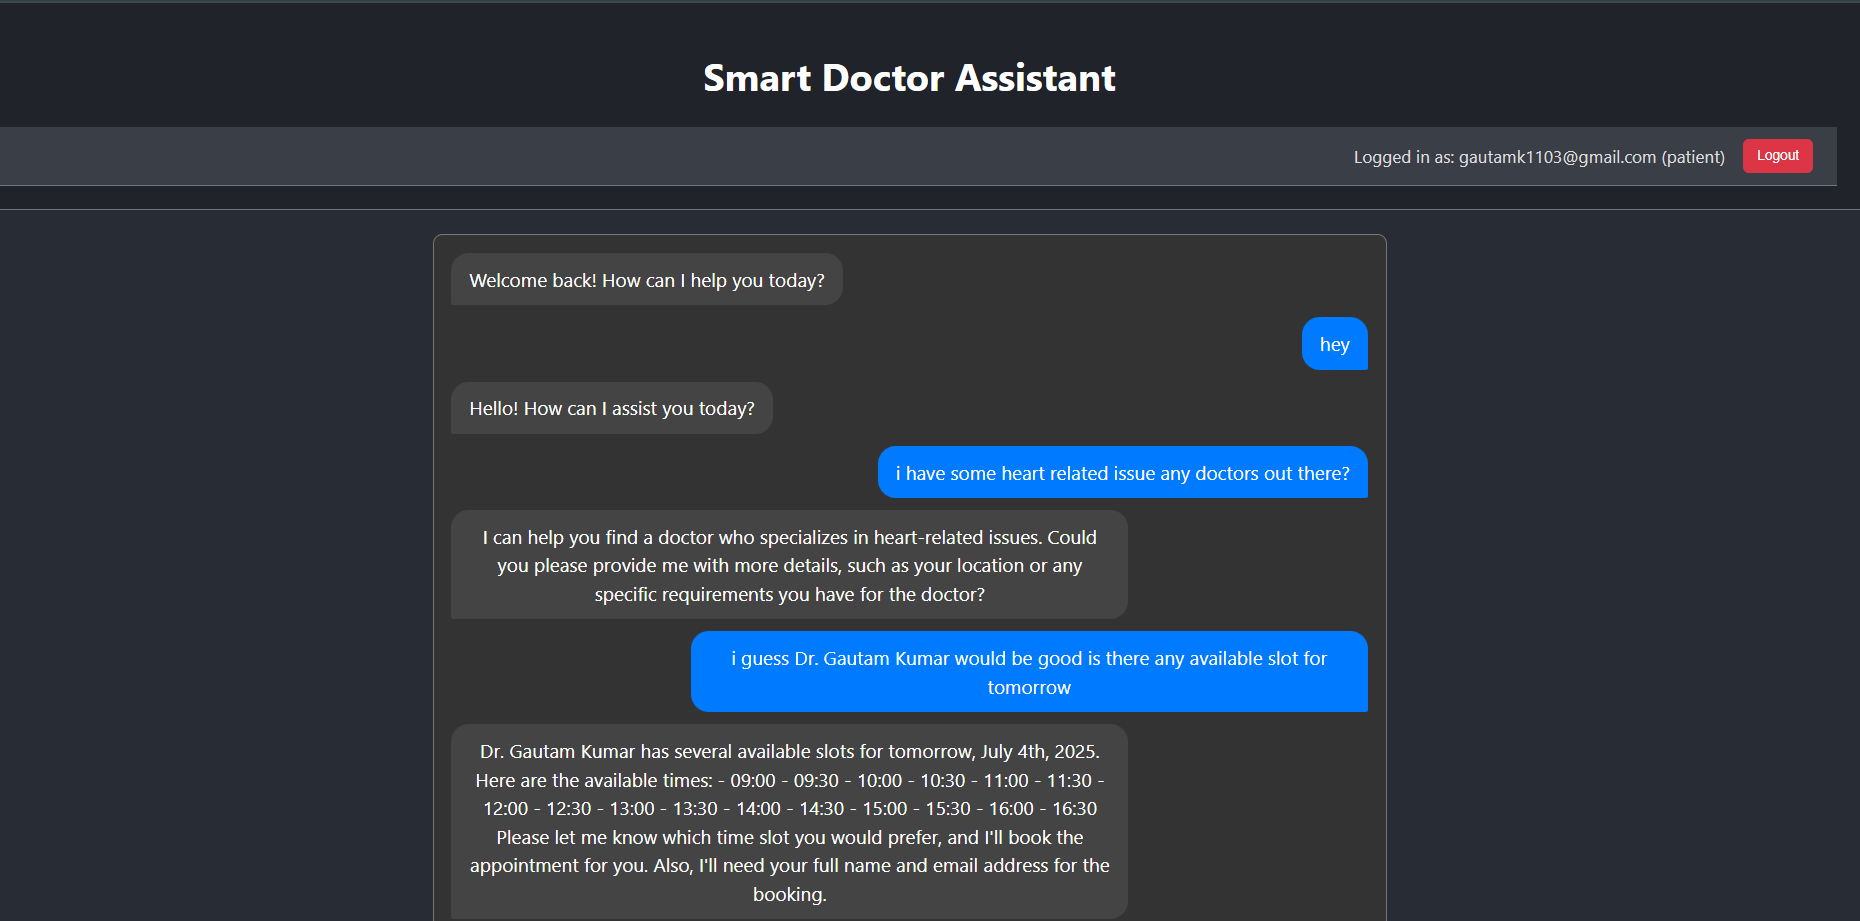 Smart Doctor Assistant
Logged in as: gautamk1103@gmail.com (patient)
Logout
Welcome back! How can I help you today?
hey
Hello! How can I assist you today?
i have some heart related issue any doctors out there?
I can help you find a doctor who specializes in heart-related issues. Could
you please provide me with more details, such as your location or any
specific requirements you have for the doctor?
i guess Dr. Gautam Kumar would be good is there any available slot for
tomorrow
Dr. Gautam Kumar has several available slots for tomorrow, July 4th, 2025.
Here are the available times: - 09:00 - 09:30 - 10:00 - 10:30 - 11:00 - 11:30 -
12:00 - 12:30 - 13:00 - 13:30 - 14:00 - 14:30 - 15:00 - 15:30 - 16:00 - 16:30
Please let me know which time slot you would prefer, and I'll book the
appointment for you. Also, I'll need your full name and email address for the
booking.